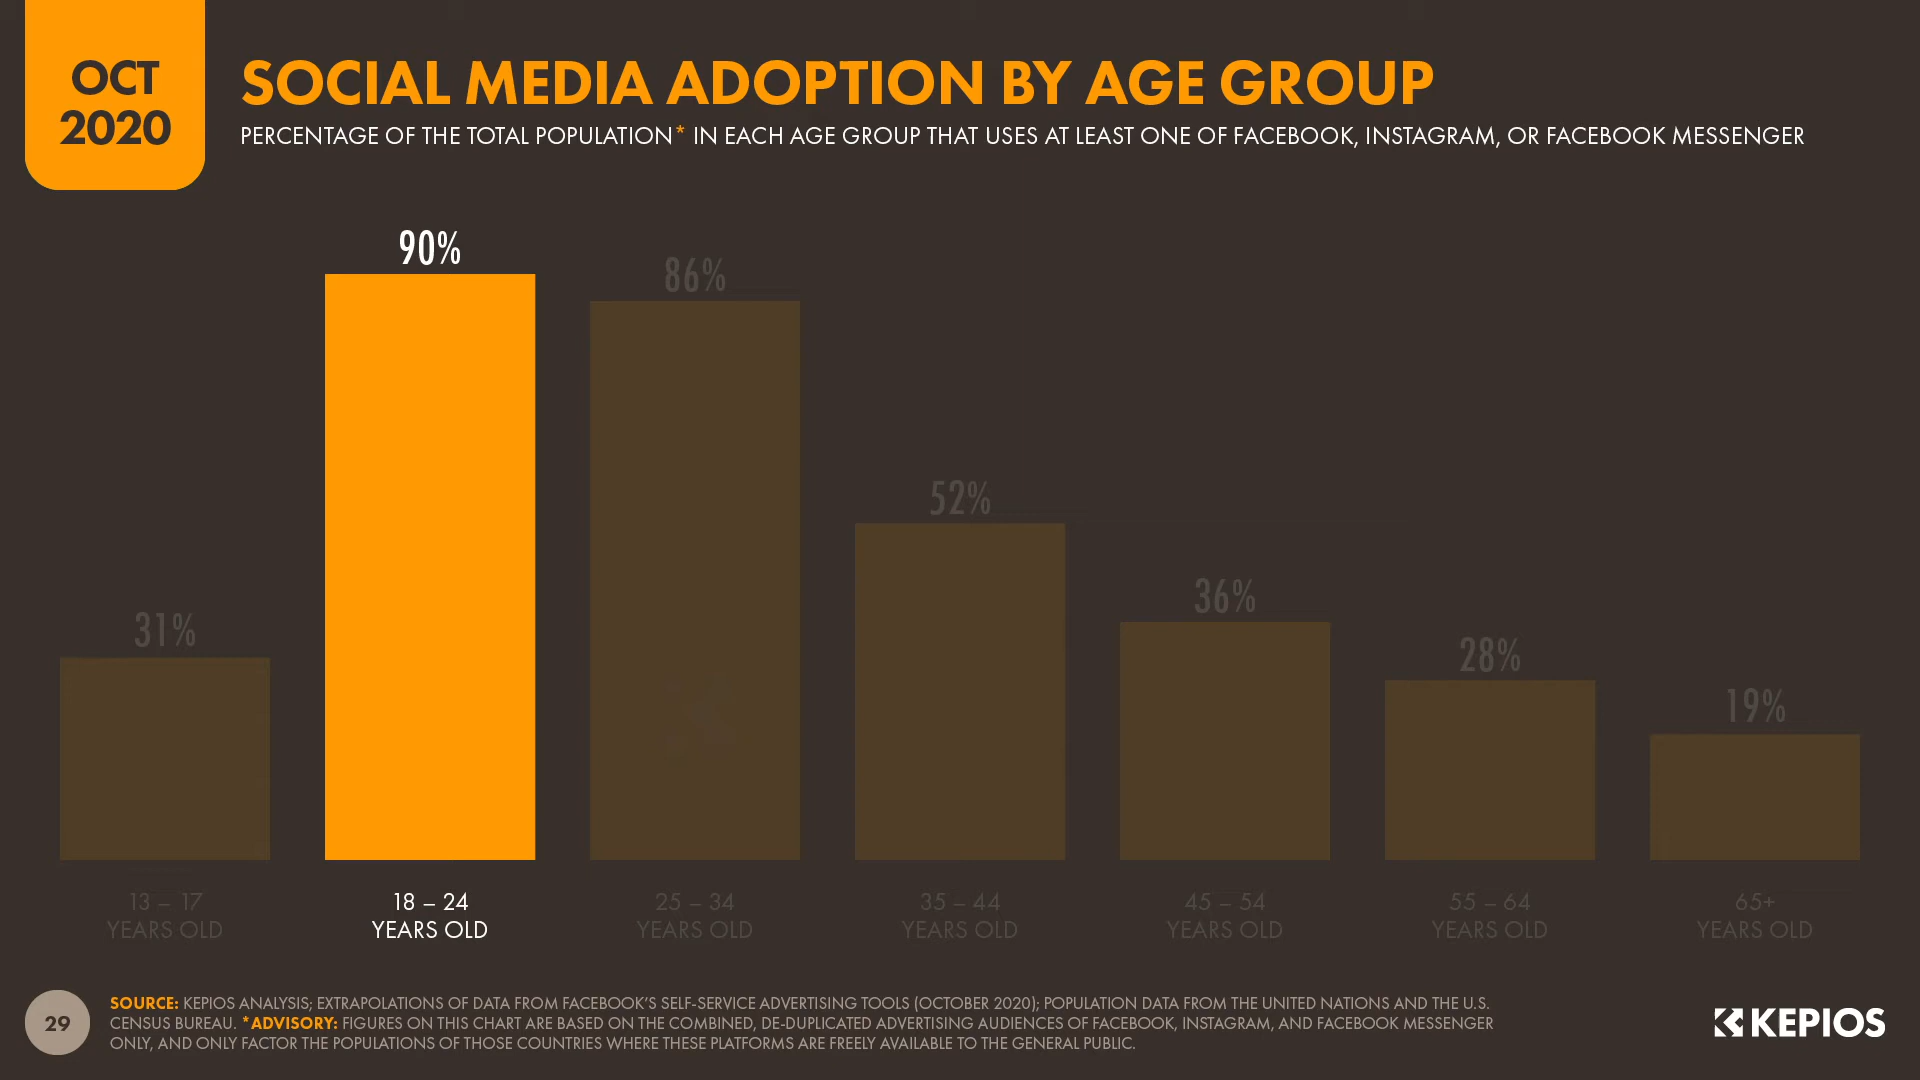 OCT
2020
SOCIAL MEDIA ADOPTION BY AGE GROUP
PERCENTAGE OF THE TOTAL POPULATION* IN EACH AGE GROUP THAT USES AT LEAST ONE OF FACEBOOK, INSTAGRAM, OR FACEBOOK MESSENGER
31%
90%
86%
52%
36%
28%
19%
13 – 17
YEARS OLD
18 – 24
YEARS OLD
25 – 34
YEARS OLD
35 – 44
YEARS OLD
45 – 54
YEARS OLD
55 – 64
YEARS OLD
65+
YEARS OLD
29
SOURCE: KEPIOS ANALYSIS; EXTRAPOLATIONS OF DATA FROM FACEBOOK’S SELF-SERVICE ADVERTISING TOOLS (OCTOBER 2020); POPULATION DATA FROM THE UNITED NATIONS AND THE U.S.
CENSUS BUREAU. *ADVISORY: FIGURES ON THIS CHART ARE BASED ON THE COMBINED, DE-DUPLICATED ADVERTISING AUDIENCES OF FACEBOOK, INSTAGRAM, AND FACEBOOK MESSENGER
ONLY, AND ONLY FACTOR THE POPULATIONS OF THOSE COUNTRIES WHERE THESE PLATFORMS ARE FREELY AVAILABLE TO THE GENERAL PUBLIC.
KEPIOS